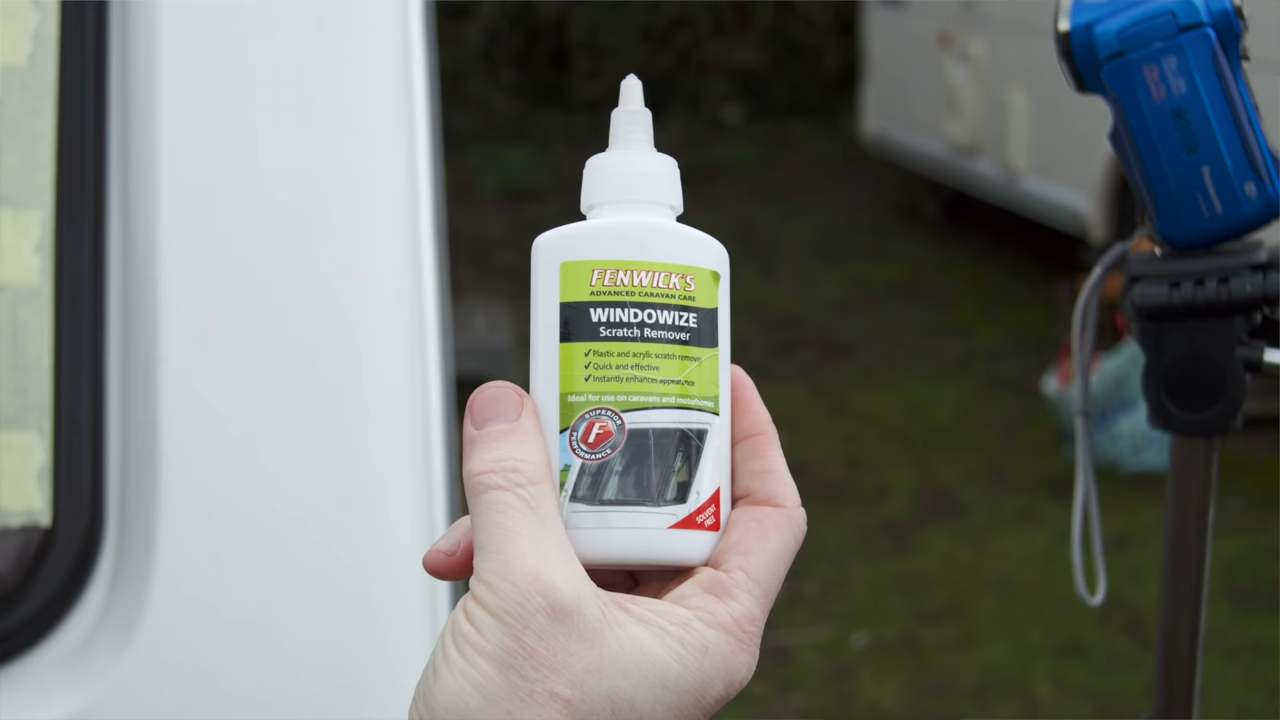 FENWICK'S
ADVANCED CARAVAN CARE
WINDOWIZE
Scratch Remover
✓Plastic and acrylic scratch remover
✓Quick and effective
✓Instantly enhances appearance
Ideal for use on caravans and motorhomes
SUPERIOR
F
PERFORMANCE
SOLVENT
FREE
Panasonic